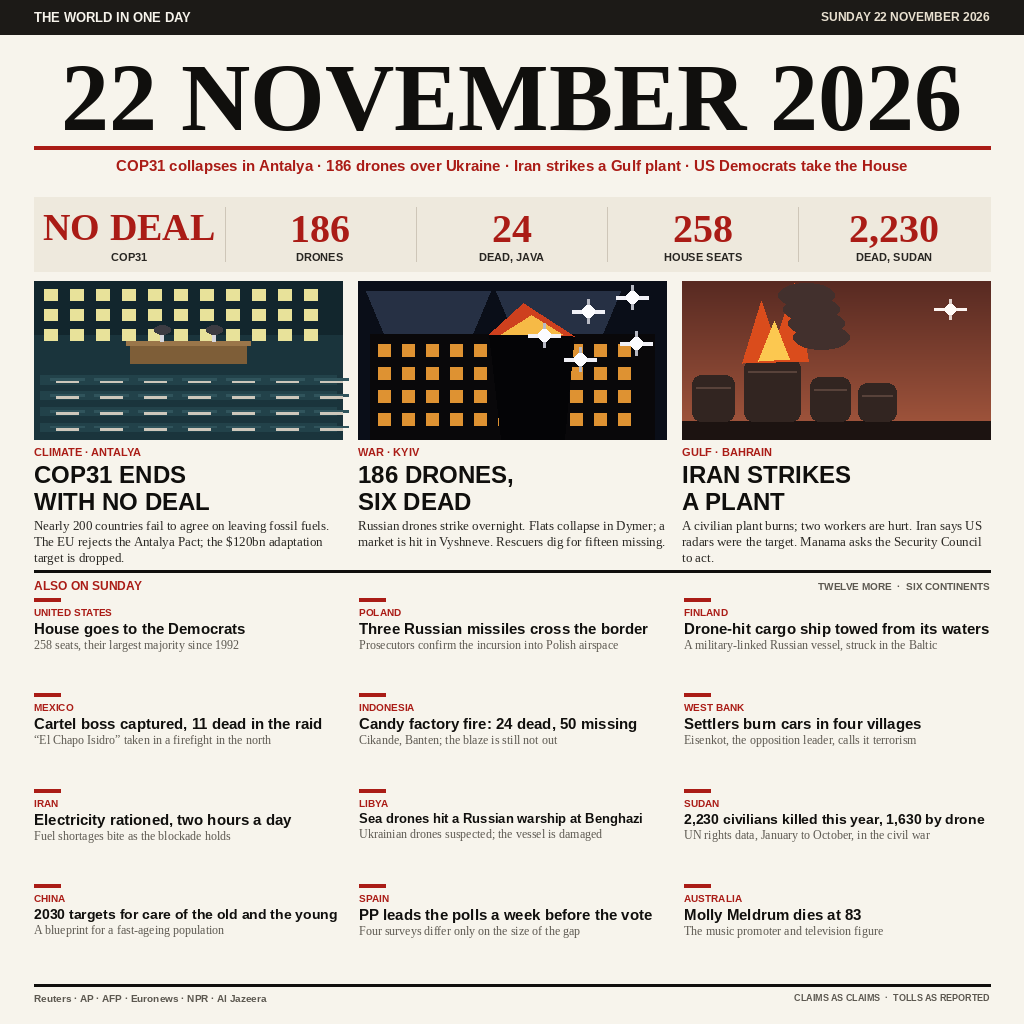 THE WORLD IN ONE DAY
SUNDAY 22 NOVEMBER 2026
22 NOVEMBER 2026
COP31 collapses in Antalya · 186 drones over Ukraine · Iran strikes a Gulf plant · US Democrats take the House
NO DEAL
COP31
186
DRONES
24
DEAD, JAVA
258
HOUSE SEATS
2,230
DEAD, SUDAN
CLIMATE · ANTALYA
COP31 ENDS
WITH NO DEAL
Nearly 200 countries fail to agree on leaving fossil fuels.
The EU rejects the Antalya Pact; the $120bn adaptation
target is dropped.
WAR · KYIV
186 DRONES,
SIX DEAD
Russian drones strike overnight. Flats collapse in Dymer; a
market is hit in Vyshneve. Rescuers dig for fifteen missing.
GULF · BAHRAIN
IRAN STRIKES
A PLANT
A civilian plant burns; two workers are hurt. Iran says US
radars were the target. Manama asks the Security Council
to act.
ALSO ON SUNDAY
TWELVE MORE · SIX CONTINENTS
UNITED STATES
House goes to the Democrats
258 seats, their largest majority since 1992
POLAND
Three Russian missiles cross the border
Prosecutors confirm the incursion into Polish airspace
FINLAND
Drone-hit cargo ship towed from its waters
A military-linked Russian vessel, struck in the Baltic
MEXICO
Cartel boss captured, 11 dead in the raid
“El Chapo Isidro” taken in a firefight in the north
INDONESIA
Candy factory fire: 24 dead, 50 missing
Cikande, Banten; the blaze is still not out
WEST BANK
Settlers burn cars in four villages
Eisenkot, the opposition leader, calls it terrorism
IRAN
Electricity rationed, two hours a day
Fuel shortages bite as the blockade holds
LIBYA
Sea drones hit a Russian warship at Benghazi
Ukrainian drones suspected; the vessel is damaged
SUDAN
2,230 civilians killed this year, 1,630 by drone
UN rights data, January to October, in the civil war
CHINA
2030 targets for care of the old and the young
A blueprint for a fast-ageing population
SPAIN
PP leads the polls a week before the vote
Four surveys differ only on the size of the gap
AUSTRALIA
Molly Meldrum dies at 83
The music promoter and television figure
Reuters · AP · AFP · Euronews · NPR · Al Jazeera
CLAIMS AS CLAIMS · TOLLS AS REPORTED